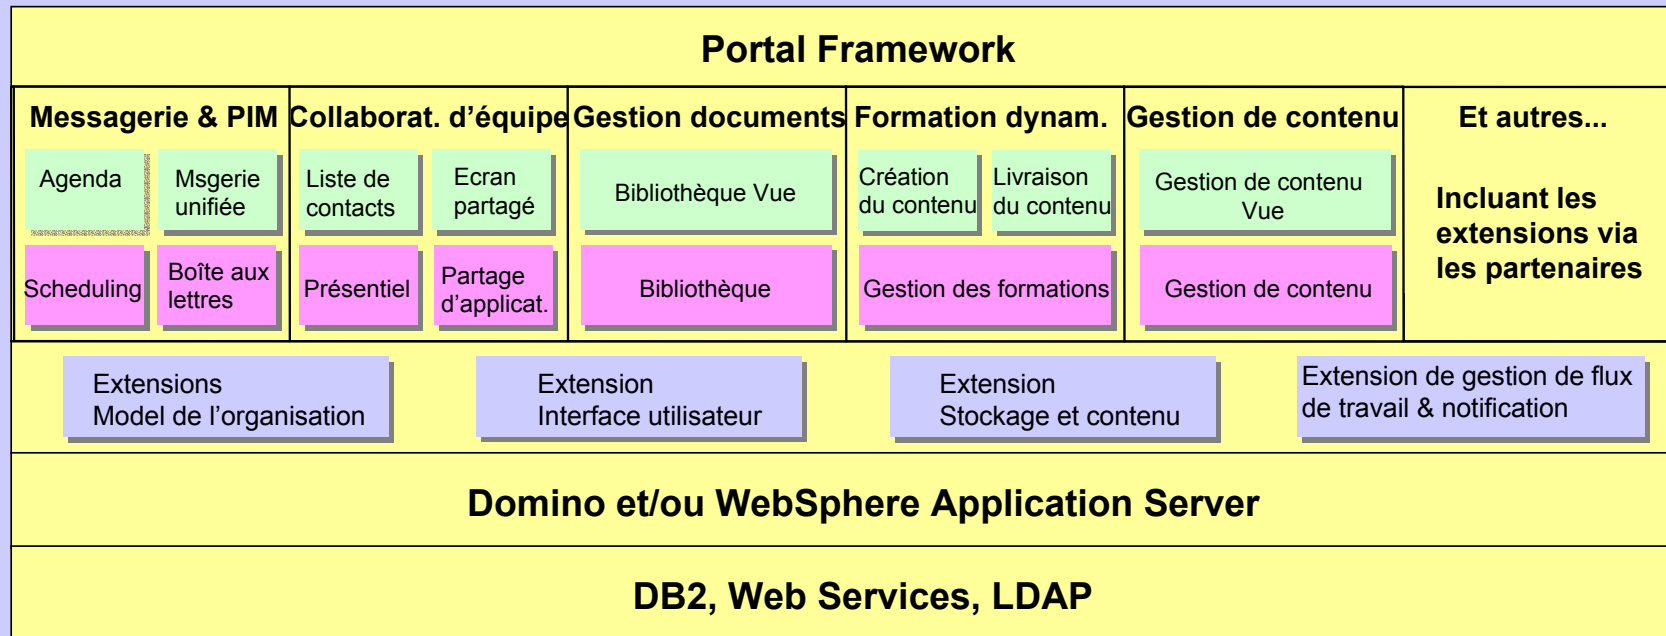 Portal Framework
Messagerie & PIM
Agenda
Msgerie
unifiée
Scheduling
Boîte aux
lettres
Collaborat. d'équipe
Liste de
contacts
Ecran
partagé
Présentiel
Partage
d'applicat.
Gestion documents
Bibliothèque Vue
Bibliothèque
Formation dynam.
Création
du contenu
Livraison
du contenu
Gestion des formations
Gestion de contenu
Gestion de contenu
Vue
Gestion de contenu
Et autres...
Incluant les
extensions via
les partenaires
Extensions
Model de l'organisation
Extension
Interface utilisateur
Extension
Stockage et contenu
Extension de gestion de flux
de travail & notification
Domino et/ou WebSphere Application Server
DB2, Web Services, LDAP